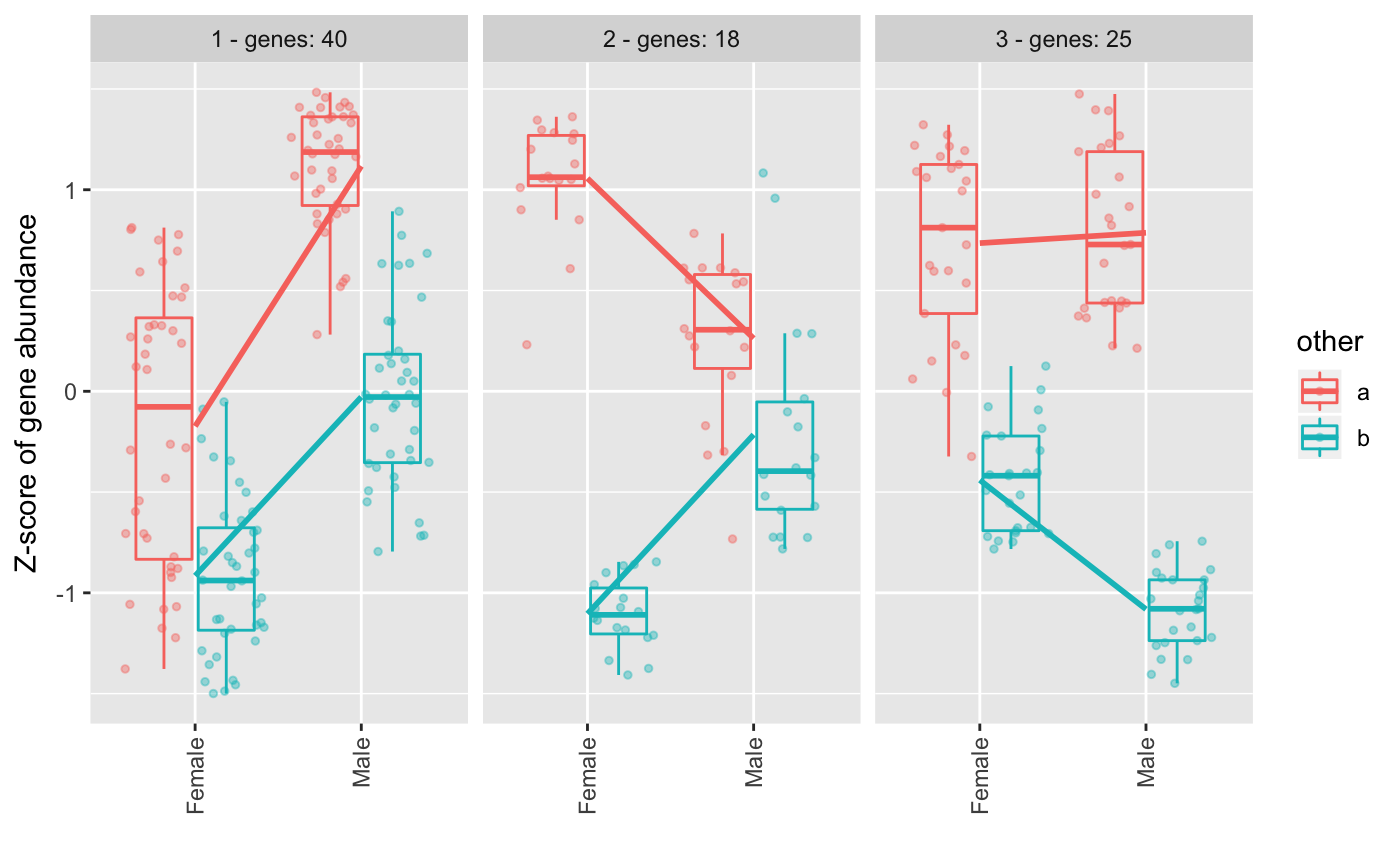 1 - genes: 40
2 - genes: 18
3 - genes: 25
Z-score of gene abundance
1
0
-1
Female
Male
Female
Male
Female
Male
other
a
b